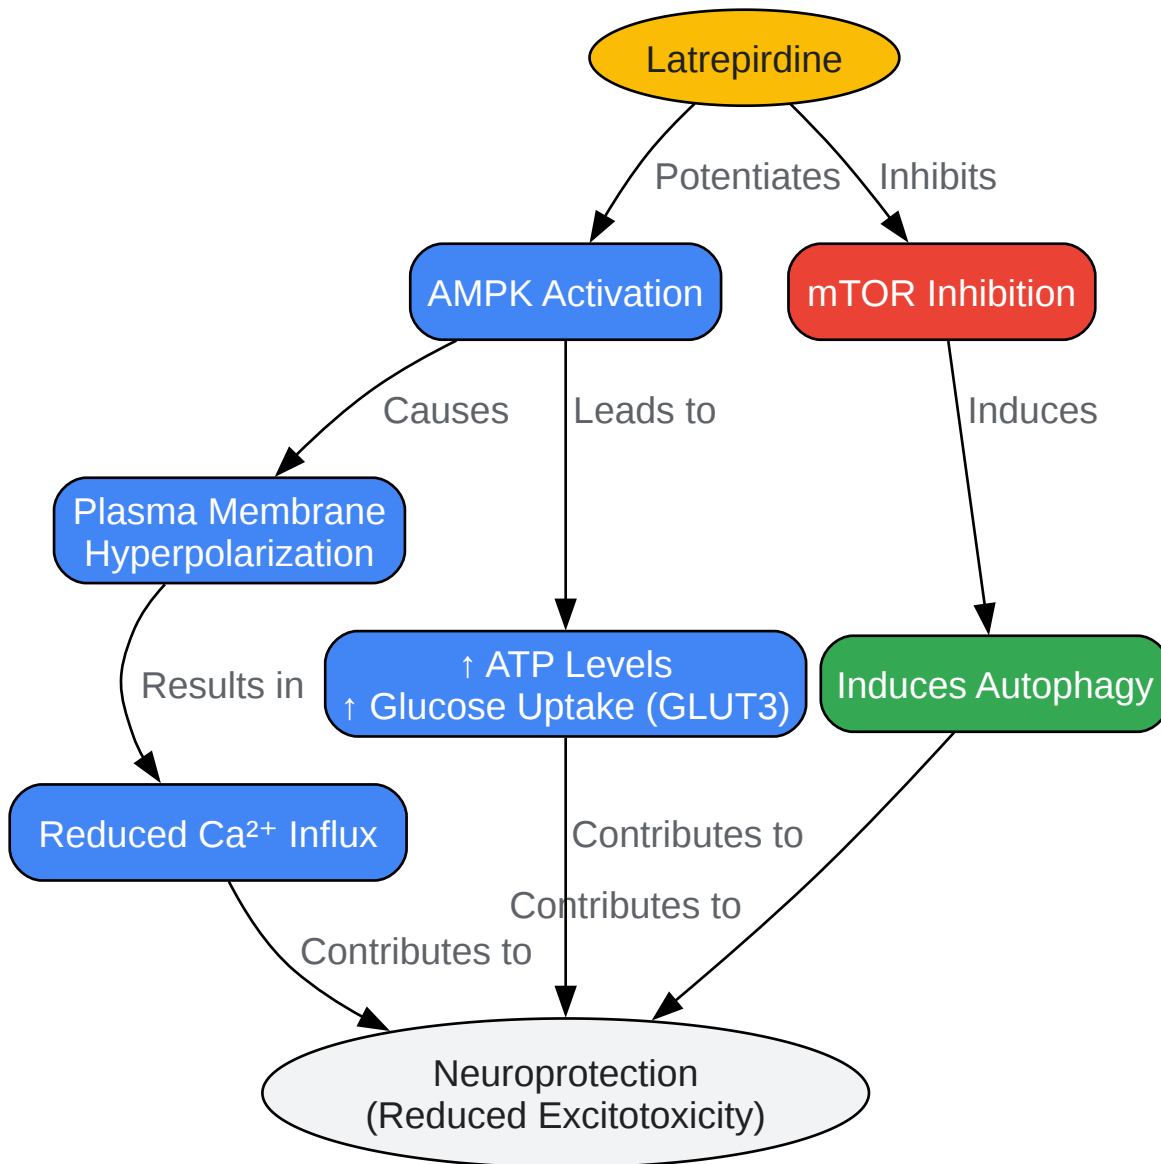 Latrepirdine
Potentiates
Inhibits
AMPK Activation
mTOR Inhibition
Causes
Leads to
Induces
Plasma Membrane
Hyperpolarization
Results in
↑ ATP Levels
↑ Glucose Uptake (GLUT3)
Induces Autophagy
Reduced Ca²⁺ Influx
Contributes to
Contributes to
Contributes to
Neuroprotection
(Reduced Excitotoxicity)